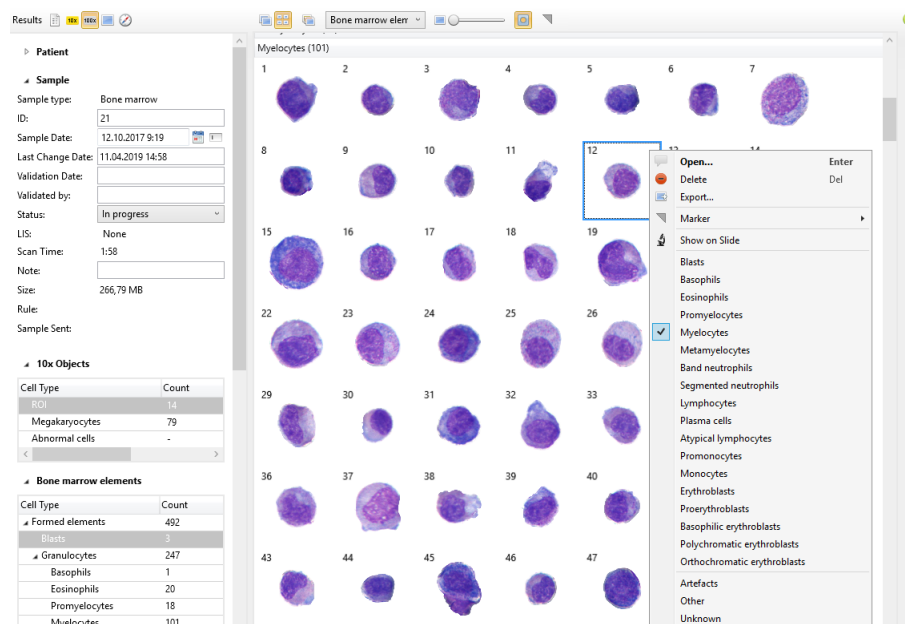 Results 10x 100x Bone marrow elem
Patient
Sample
Sample type: Bone marrow
ID: 21
Sample Date: 12.10.2017 9:19
Last Change Date: 11.04.2019 14:58
Validation Date:
Validated by:
Status: In progress
LIS: None
Scan Time: 1:58
Note:
Size: 266,79 MB
Rule:
Sample Sent:
10x Objects
Cell Type Count
ROI 14
Megakaryocytes 79
Abnormal cells -
Bone marrow elements
Cell Type Count
Formed elements 492
Blasts 3
Granulocytes 247
Basophils 1
Eosinophils 20
Promyelocytes 18
Myelocytes 101
Myelocytes (101)
1 2 3 4 5 6 7
8 9 10 11 12
15 16 17 18 19
22 23 24 25 26
29 30 31 32 33
36 37 38 39 40
43 44 45 46 47
Open... Enter
Delete Del
Export...
Marker
Show on Slide
Blasts
Basophils
Eosinophils
Promyelocytes
Myelocytes
Metamyelocytes
Band neutrophils
Segmented neutrophils
Lymphocytes
Plasma cells
Atypical lymphocytes
Promonocytes
Monocytes
Erythroblasts
Proerythroblasts
Basophilic erythroblasts
Polychromatic erythroblasts
Orthochromatic erythroblasts
Artefacts
Other
Unknown